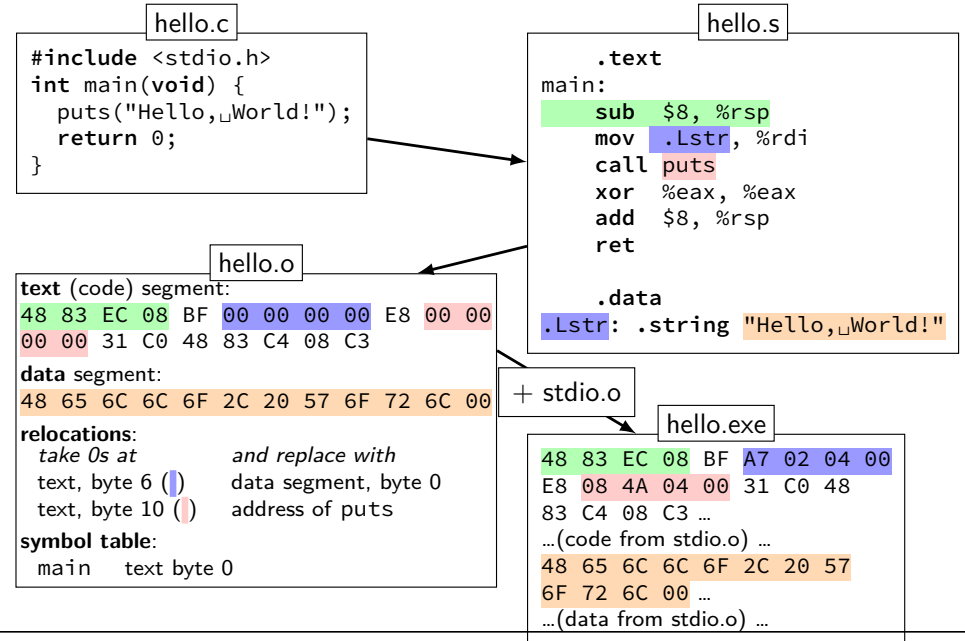 hello.c
#include <stdio.h>
int main(void) {
  puts("Hello,␣World!");
  return 0;
}
hello.s
.text
main:
    sub  $8, %rsp
    mov  .Lstr, %rdi
    call puts
    xor  %eax, %eax
    add  $8, %rsp
    ret
    .data
.Lstr: .string "Hello,␣World!"
hello.o
text (code) segment:
48 83 EC 08 BF 00 00 00 00 E8 00 00
00 00 31 C0 48 83 C4 08 C3
data segment:
48 65 6C 6C 6F 2C 20 57 6F 72 6C 00
relocations:
take 0s at and replace with
text, byte 6 ( ) data segment, byte 0
text, byte 10 ( ) address of puts
symbol table:
main text byte 0
+ stdio.o
hello.exe
48 83 EC 08 BF A7 02 04 00
E8 08 4A 04 00 31 C0 48
83 C4 08 C3 …
…(code from stdio.o) …
48 65 6C 6C 6F 2C 20 57
6F 72 6C 00 …
…(data from stdio.o) …